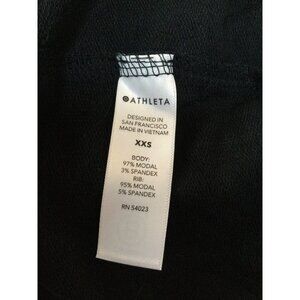 ATHLETA
DESIGNED IN
SAN FRANCISCO
MADE IN VIETNAM
XXS
BODY:
97% MODAL
3% SPANDEX
RIB:
95% MODAL
5% SPANDEX
RN 54023